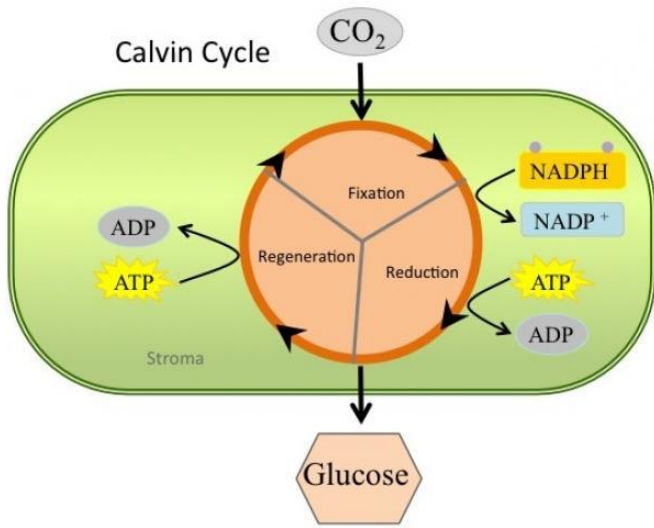 CO₂
Calvin Cycle
NADPH
Fixation
NADP +
ADP
Regeneration
Reduction
ATP
ATP
ADP
Stroma
Glucose